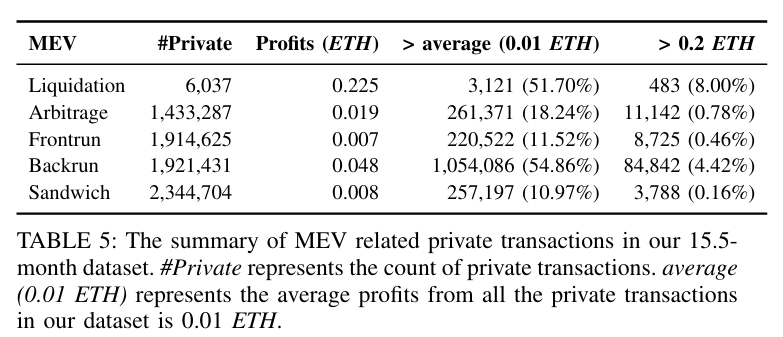 MEV #Private Profits (ETH) > average (0.01 ETH) > 0.2 ETH
Liquidation 6,037 0.225 3,121 (51.70%) 483 (8.00%)
Arbitrage 1,433,287 0.019 261,371 (18.24%) 11,142 (0.78%)
Frontrun 1,914,625 0.007 220,522 (11.52%) 8,725 (0.46%)
Backrun 1,921,431 0.048 1,054,086 (54.86%) 84,842 (4.42%)
Sandwich 2,344,704 0.008 257,197 (10.97%) 3,788 (0.16%)
TABLE 5: The summary of MEV related private transactions in our 15.5-
month dataset. #Private represents the count of private transactions. average
(0.01 ETH) represents the average profits from all the private transactions
in our dataset is 0.01 ETH.